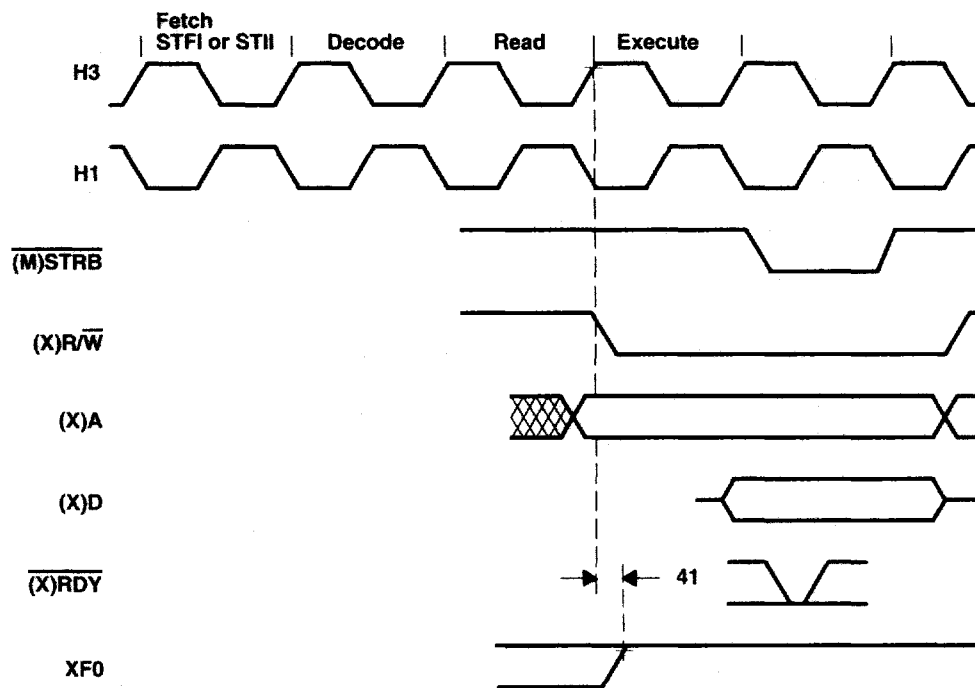 Fetch
STFI or STII
Decode
Read
Execute
H3
H1
(M)STRB
(X)R/W
(X)A
(X)D
(X)RDY
41
XF0